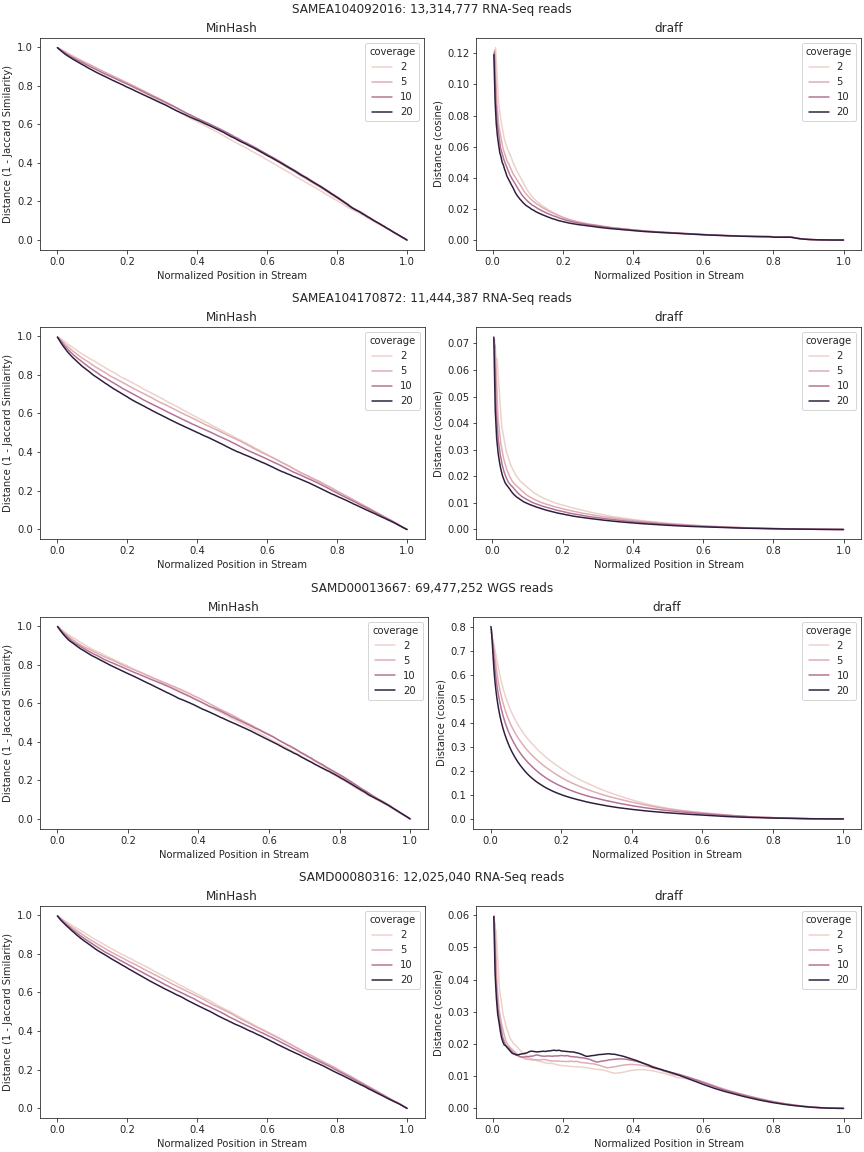 SAMEA104092016: 13,314,777 RNA-Seq reads
MinHash
Distance (1 - Jaccard Similarity)
1.0
0.8
0.6
0.4
0.2
0.0
coverage
2
5
10
20
0.0 0.2 0.4 0.6 0.8 1.0
Normalized Position in Stream
draff
Distance (cosine)
0.12
0.10
0.08
0.06
0.04
0.02
0.00
coverage
2
5
10
20
0.0 0.2 0.4 0.6 0.8 1.0
Normalized Position in Stream
SAMEA104170872: 11,444,387 RNA-Seq reads
MinHash
Distance (1 - Jaccard Similarity)
1.0
0.8
0.6
0.4
0.2
0.0
coverage
2
5
10
20
0.0 0.2 0.4 0.6 0.8 1.0
Normalized Position in Stream
draff
Distance (cosine)
0.07
0.06
0.05
0.04
0.03
0.02
0.01
0.00
coverage
2
5
10
20
0.0 0.2 0.4 0.6 0.8 1.0
Normalized Position in Stream
SAMD00013667: 69,477,252 WGS reads
MinHash
Distance (1 - Jaccard Similarity)
1.0
0.8
0.6
0.4
0.2
0.0
coverage
2
5
10
20
0.0 0.2 0.4 0.6 0.8 1.0
Normalized Position in Stream
draff
Distance (cosine)
0.8
0.7
0.6
0.5
0.4
0.3
0.2
0.1
0.0
coverage
2
5
10
20
0.0 0.2 0.4 0.6 0.8 1.0
Normalized Position in Stream
SAMD00080316: 12,025,040 RNA-Seq reads
MinHash
Distance (1 - Jaccard Similarity)
1.0
0.8
0.6
0.4
0.2
0.0
coverage
2
5
10
20
0.0 0.2 0.4 0.6 0.8 1.0
Normalized Position in Stream
draff
Distance (cosine)
0.06
0.05
0.04
0.03
0.02
0.01
0.00
coverage
2
5
10
20
0.0 0.2 0.4 0.6 0.8 1.0
Normalized Position in Stream